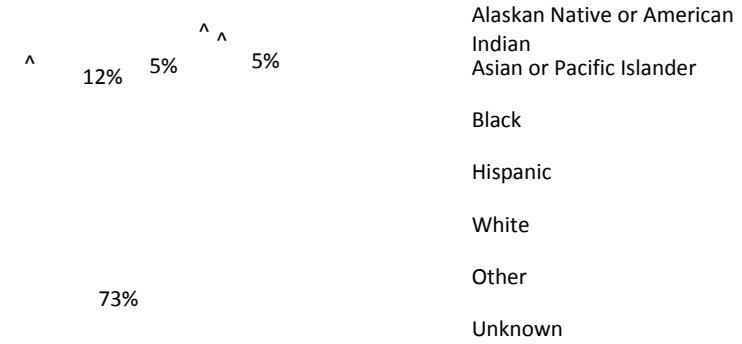 ^
^
^
12%
5%
5%
73%
Alaskan Native or American
Indian
Asian or Pacific Islander
Black
Hispanic
White
Other
Unknown